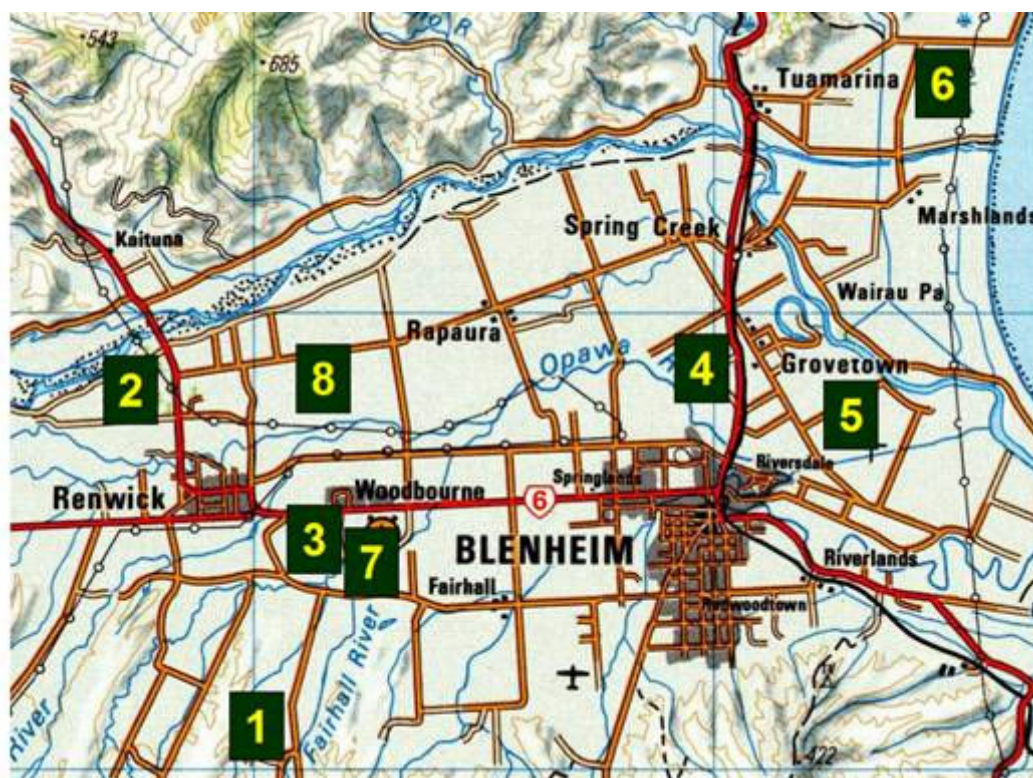 543
685
Tuamarina
6
Marshlands
Kaituna
Spring Creek
Wairau Pa
Rapaura
2
8
Opawa
4
Grovetown
5
Riversdale
Springlands
Renwick
Woodbourne
6
3
7
BLENHEIM
Riverlands
Fairhall
Redwoodtown
Fairhall River
River
1
422